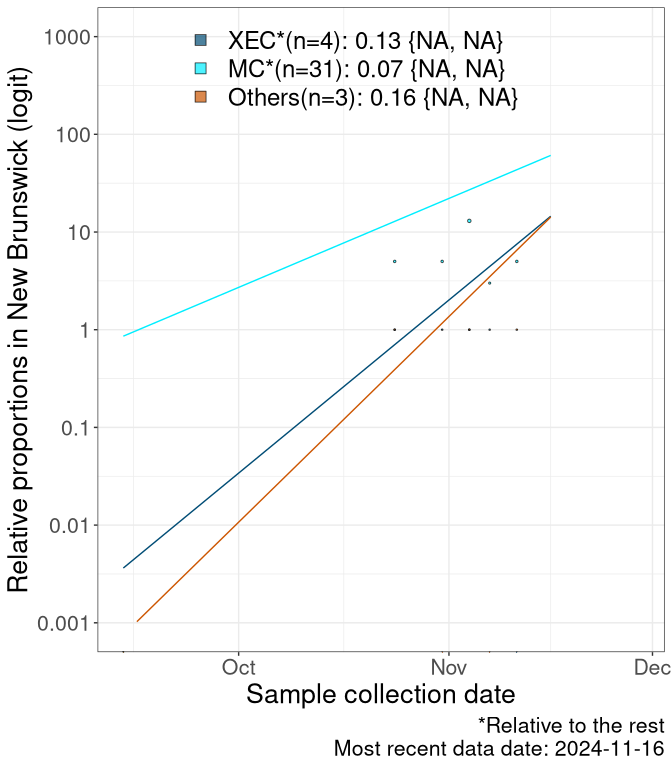 XEC*(n=4): 0.13 {NA, NA}
MC*(n=31): 0.07 {NA, NA}
Others(n=3): 0.16 {NA, NA}
Relative proportions in New Brunswick (logit)
1000
100
10
1
0.1
0.01
0.001
Oct Nov Dec
Sample collection date
*Relative to the rest
Most recent data date: 2024-11-16